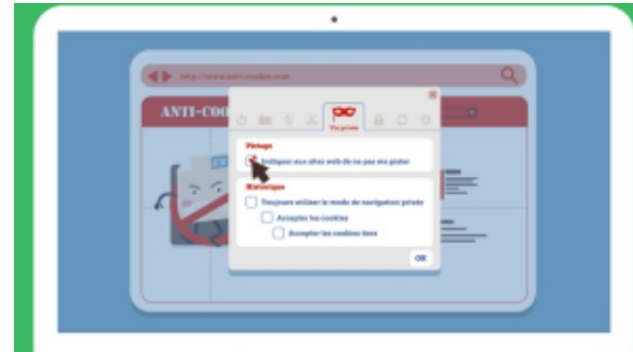 http://www.anti-cookie.com
ANTI-COO
Vie privée
Pistage
Indiquer aux sites web de ne pas me pister
Historique
Toujours utiliser le mode de navigation privée
Accepter les cookies
Accepter les cookies tiers
OK